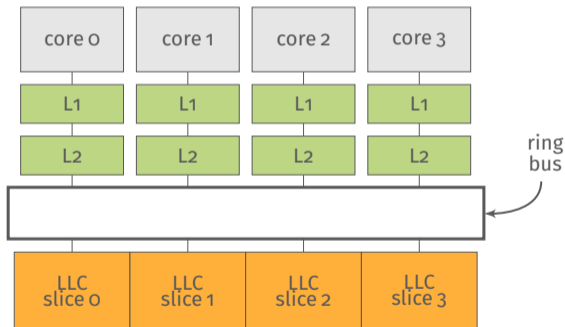 core 0
core 1
core 2
core 3
L1
L1
L1
L1
L2
L2
L2
L2
ring
bus
LLC
slice 0
LLC
slice 1
LLC
slice 2
LLC
slice 3